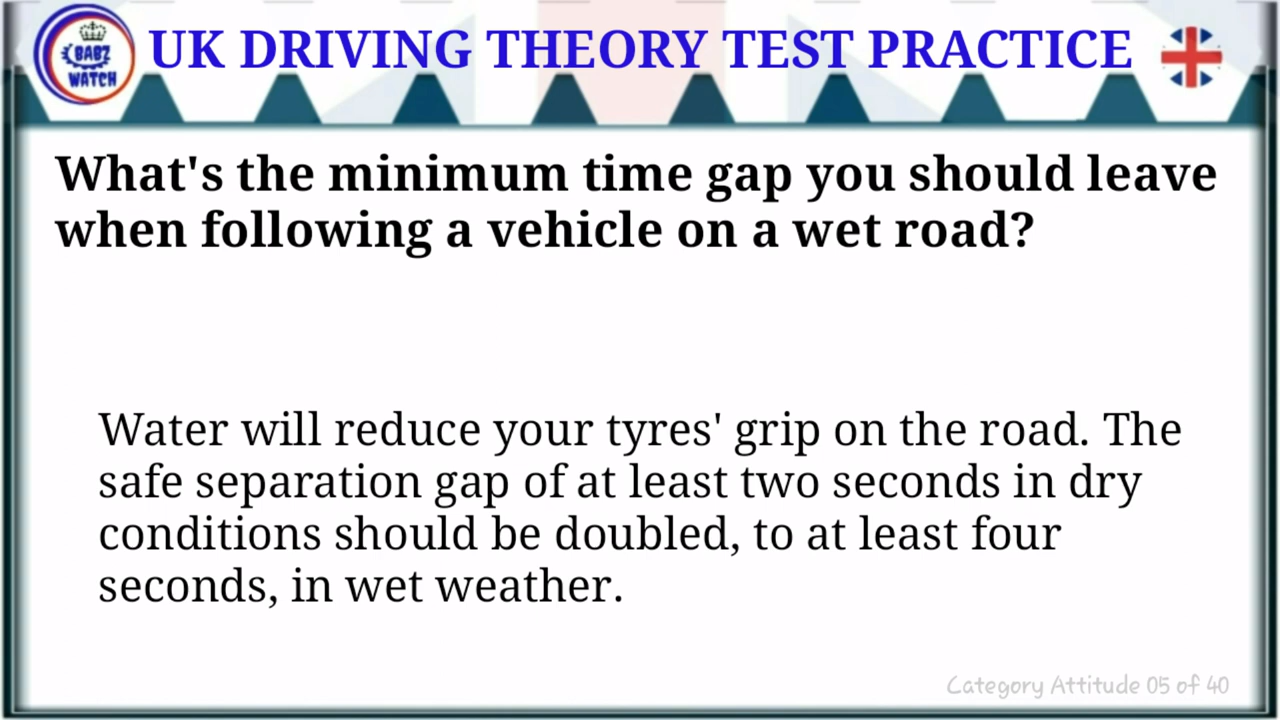 BABZ
WATCH
UK DRIVING THEORY TEST PRACTICE
What's the minimum time gap you should leave
when following a vehicle on a wet road?
Water will reduce your tyres' grip on the road. The
safe separation gap of at least two seconds in dry
conditions should be doubled, to at least four
seconds, in wet weather.
Category Attitude 05 of 40